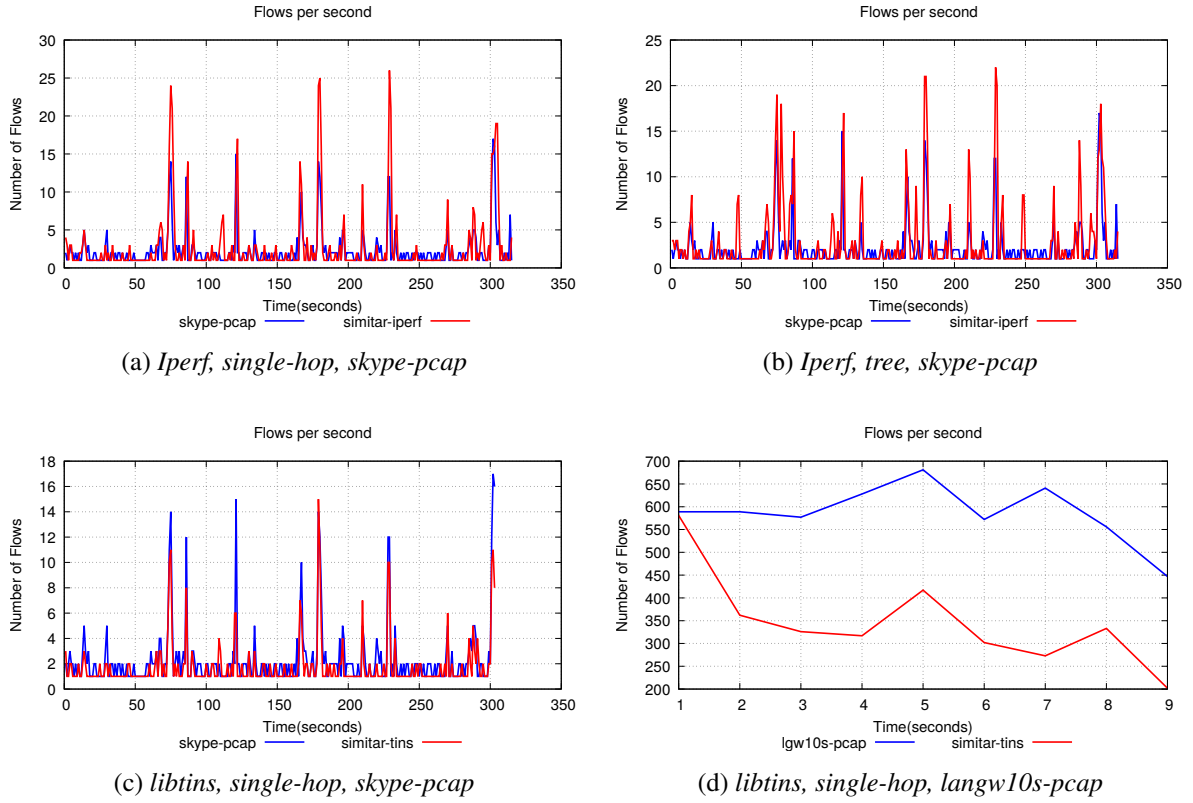 Flows per second
30
25
20
15
10
5
0
0 50 100 150 200 250 300 350
Number of Flows
Time(seconds)
skype-pcap simitar-iperf
(a) Iperf, single-hop, skype-pcap
Flows per second
25
20
15
10
5
0
0 50 100 150 200 250 300 350
Number of Flows
Time(seconds)
skype-pcap simitar-iperf
(b) Iperf, tree, skype-pcap
Flows per second
18
16
14
12
10
8
6
4
2
0
0 50 100 150 200 250 300 350
Number of Flows
Time(seconds)
skype-pcap simitar-tins
(c) libtins, single-hop, skype-pcap
Flows per second
700
650
600
550
500
450
400
350
300
250
200
1 2 3 4 5 6 7 8 9
Number of Flows
Time(seconds)
lgw10s-pcap simitar-tins
(d) libtins, single-hop, langw10s-pcap